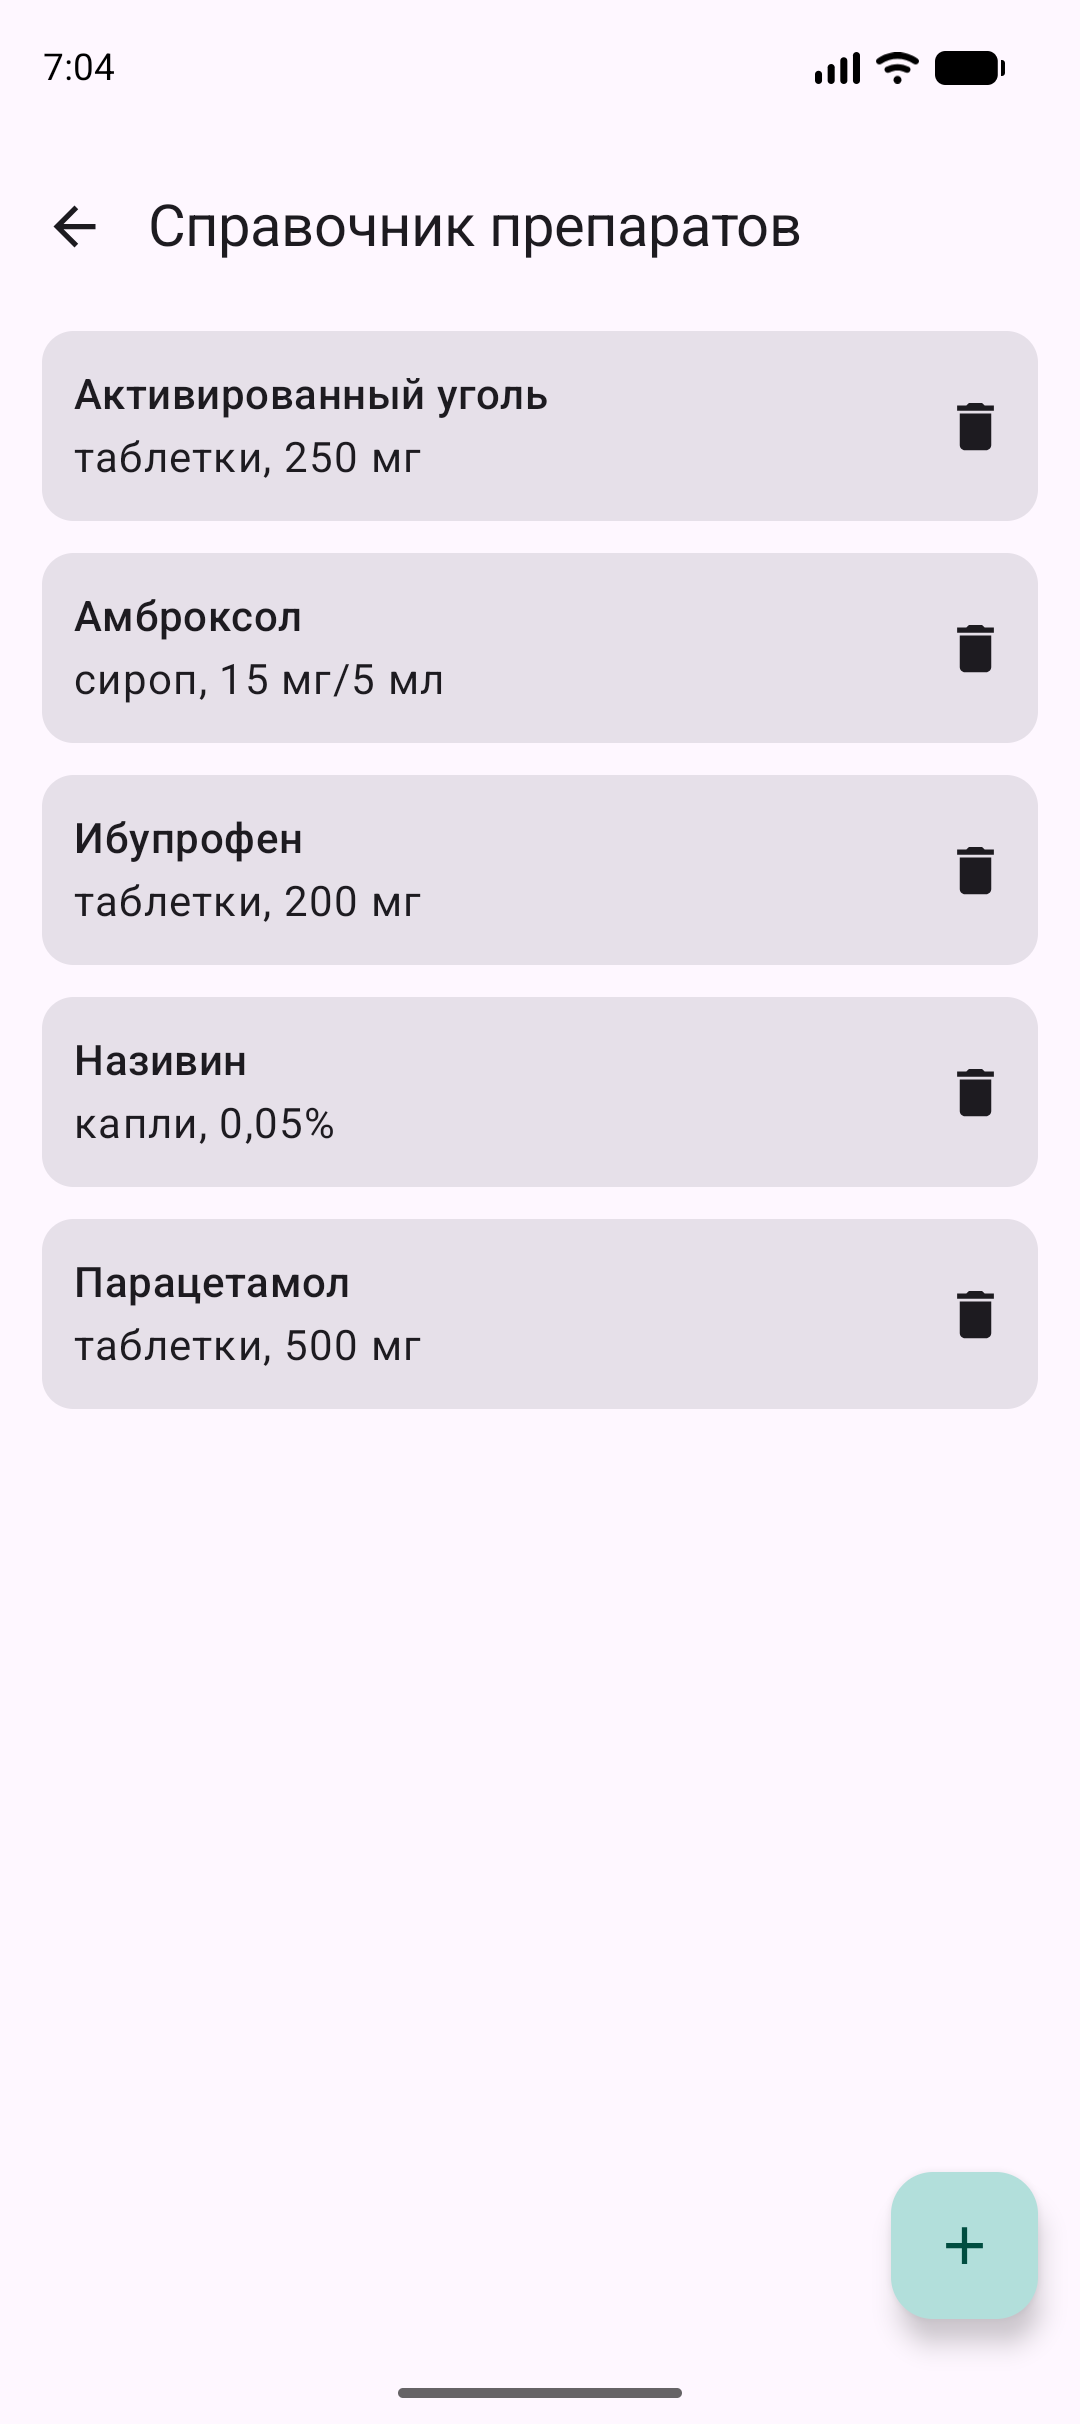 7:04
Справочник препаратов
Активированный уголь
таблетки, 250 мг
Амброксол
сироп, 15 мг/5 мл
Ибупрофен
таблетки, 200 мг
Називин
капли, 0,05%
Парацетамол
таблетки, 500 мг